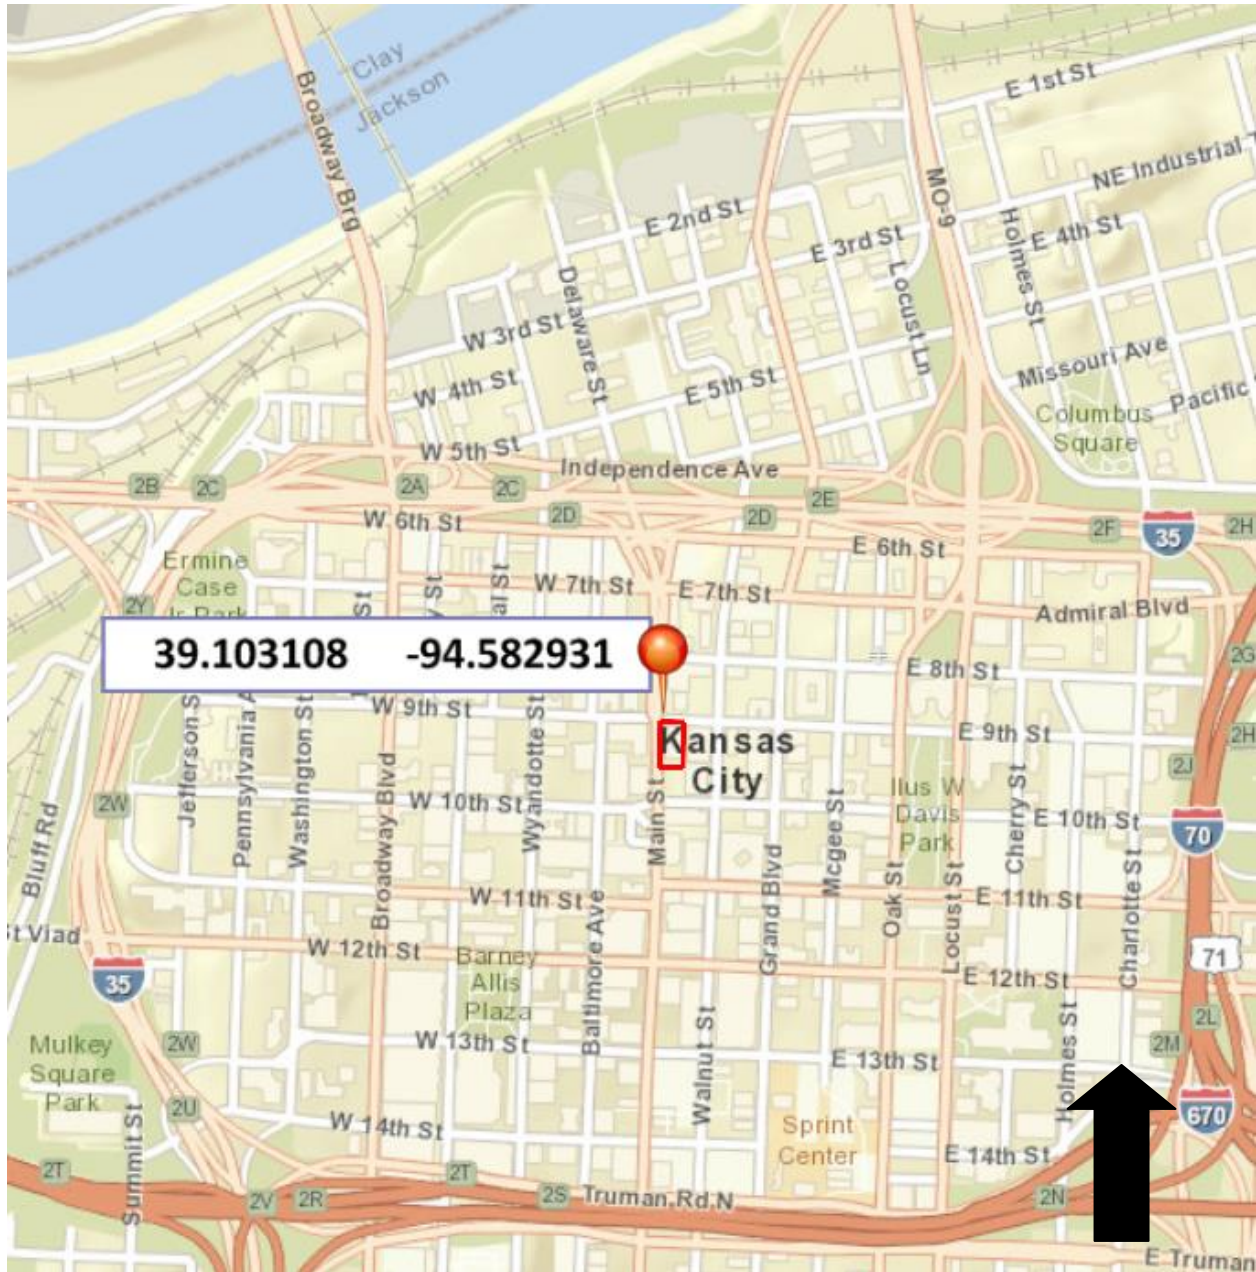 Clay
Jackson
Broadway Brg
E 1st St
MO-9
NE Industrial
E 2nd St
E 3rd St
Holmes St
E 4th St
Locust Ln
Delaware St
W 3rd St
W 4th St
E 5th St
Missouri Ave
Pacific
Columbus
Square
W 5th St
Independence Ave
2B
2C
2A
2C
2D
2D
2E
2F
35
2H
W 6th St
E 6th St
Ermine
Case
Jr Park
W 7th St
E 7th St
Admiral Blvd
2Y
St
y St
al St
39.103108 -94.582931
E 8th St
2G
W 9th St
E 9th St
2H
Jefferson S
Pennsylvania A
Washington St
Broadway Blvd
Wyandotte St
Kansas
City
2J
2W
W 10th St
Main St
Mcgee St
Ilus W
Davis
Park
Cherry St
E 10th St
70
Bluff Rd
W 11th St
Baltimore Ave
Grand Blvd
Oak St
Locust St
E 11th St
Charlotte St
t Viad
W 12th St
Barney
Allis
Plaza
E 12th St
71
35
2W
W 13th St
Walnut St
E 13th St
Holmes St
2L
2M
Mulkey
Square
Park
2U
W 14th St
Sprint
Center
E 14th St
670
Summit St
2T
2V
2R
2T
2S
Truman Rd N
2N
E Truman